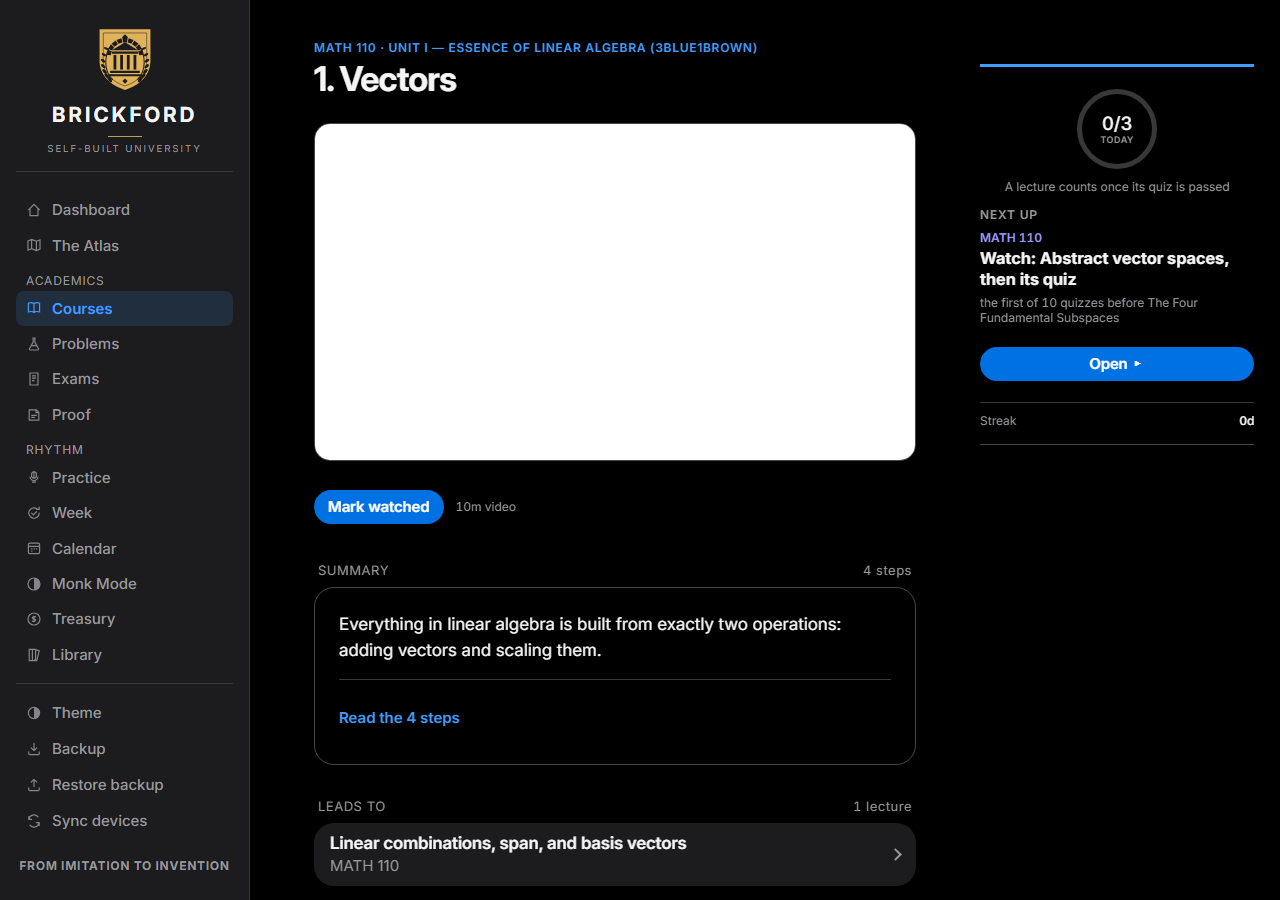 BRICKFORD
SELF-BUILT UNIVERSITY
Dashboard
The Atlas
ACADEMICS
Courses
Problems
Exams
Proof
RHYTHM
Practice
Week
Calendar
Monk Mode
Treasury
Library
Theme
Backup
Restore backup
Sync devices
FROM IMITATION TO INVENTION
MATH 110 · UNIT I — ESSENCE OF LINEAR ALGEBRA (3BLUE1BROWN)
1. Vectors
Mark watched
10m video
SUMMARY
4 steps
Everything in linear algebra is built from exactly two operations:
adding vectors and scaling them.
Read the 4 steps
LEADS TO
1 lecture
Linear combinations, span, and basis vectors
MATH 110
0/3
TODAY
A lecture counts once its quiz is passed
NEXT UP
MATH 110
Watch: Abstract vector spaces,
then its quiz
the first of 10 quizzes before The Four
Fundamental Subspaces
Open ▸
Streak
0d